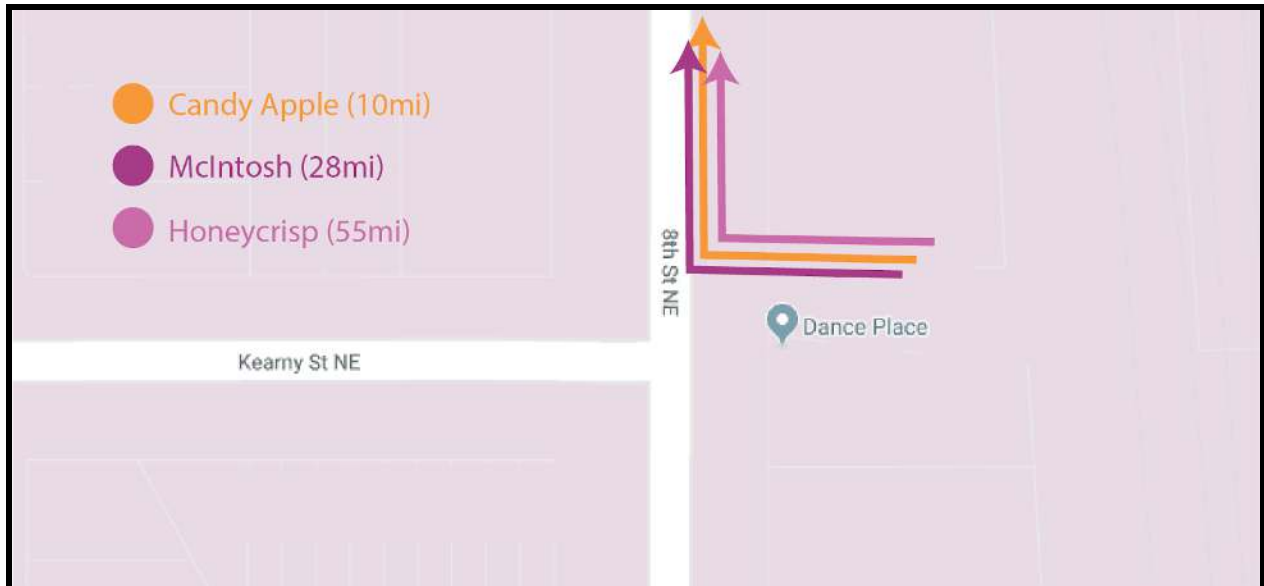 Candy Apple (10mi)
McIntosh (28mi)
Honeycrisp (55mi)
8th St NE
Dance Place
Kearny St NE